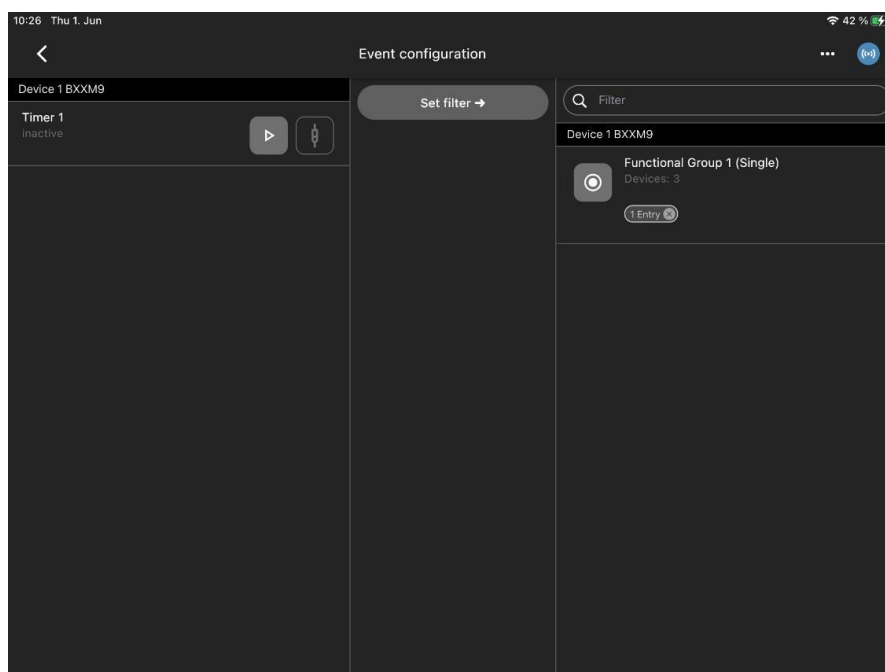 10:26 Thu 1. Jun
42 %
Event configuration
Device 1 BXXM9
Timer 1
inactive
Set filter →
Filter
Device 1 BXXM9
Functional Group 1 (Single)
Devices: 3
1 Entry